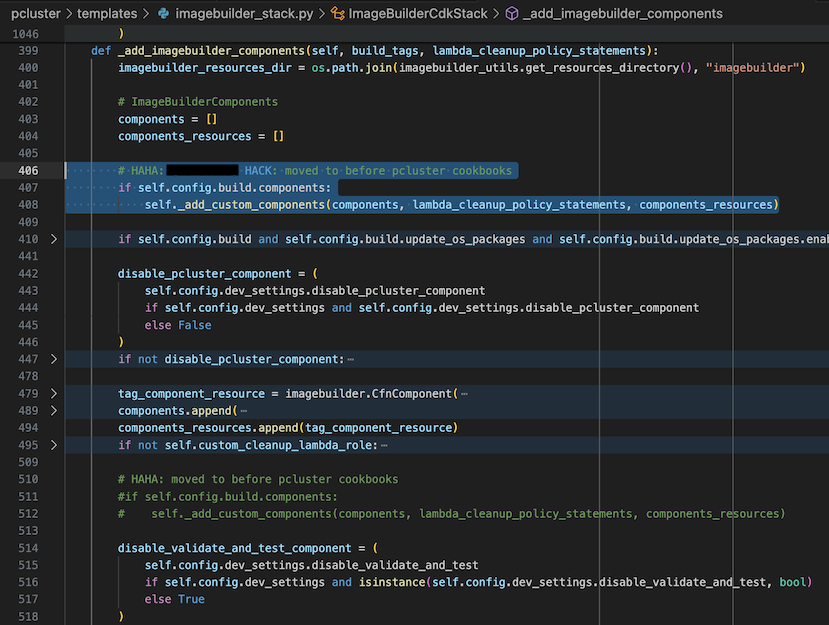 pcluster > templates > imagebuilder_stack.py > ImageBuilderCdkStack > _add_imagebuilder_components
1046 )
399 def _add_imagebuilder_components(self, build_tags, lambda_cleanup_policy_statements):
400 imagebuilder_resources_dir = os.path.join(imagebuilder_utils.get_resources_directory(), "imagebuilder")
401
402 # ImageBuilderComponents
403 components = []
404 components_resources = []
405
406 # HAHA: HACK: moved to before pcluster cookbooks
407 if self.config.build.components:
408 self._add_custom_components(components, lambda_cleanup_policy_statements, components_resources)
409
410 > if self.config.build and self.config.build.update_os_packages and self.config.build.update_os_packages.enab
441
442 disable_pcluster_component = (
443 self.config.dev_settings.disable_pcluster_component
444 if self.config.dev_settings and self.config.dev_settings.disable_pcluster_component
445 else False
446 )
447 > if not disable_pcluster_component: ⋯
478
479 > tag_component_resource = imagebuilder.CfnComponent( ⋯
489 > components.append( ⋯
494 components_resources.append(tag_component_resource)
495 > if not self.custom_cleanup_lambda_role: ⋯
509
510 # HAHA: moved to before pcluster cookbooks
511 #if self.config.build.components:
512 # self._add_custom_components(components, lambda_cleanup_policy_statements, components_resources)
513
514 disable_validate_and_test_component = (
515 self.config.dev_settings.disable_validate_and_test
516 if self.config.dev_settings and isinstance(self.config.dev_settings.disable_validate_and_test, bool)
517 else True
518 )